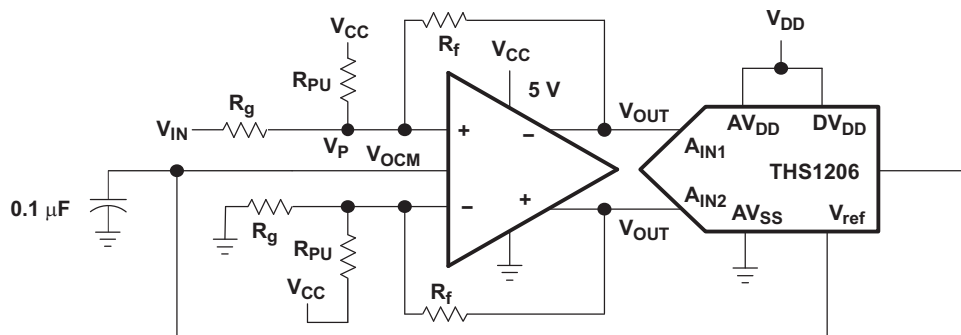 V_DD
V_CC
R_f
V_CC
R_PU
5 V
R_g
V_OUT
V_IN
+
−
AV_DD
DV_DD
V_P
V_OCM
A_IN1
THS1206
0.1 μF
−
+
A_IN2
AV_SS
V_ref
R_g
V_OUT
R_PU
V_CC
R_f